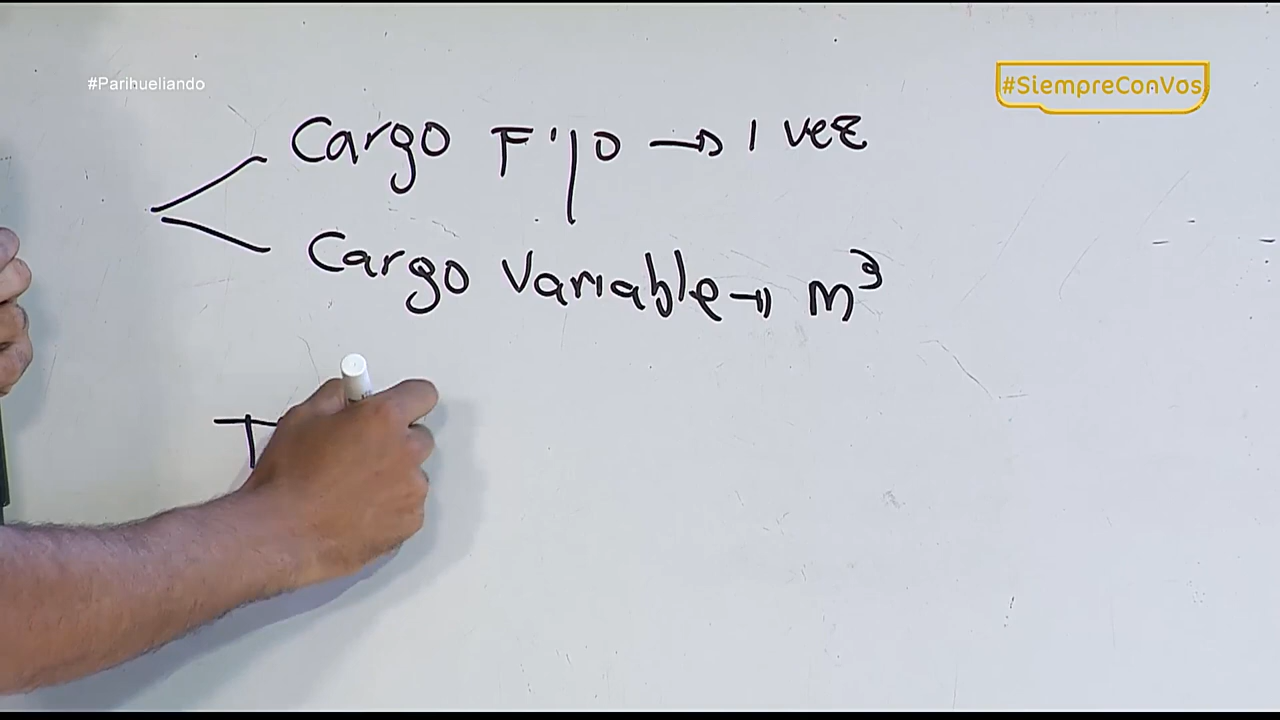 #Parihueliando
#SiempreConVos
Cargo Fijo → 1 vez
Cargo Variable → m³
T